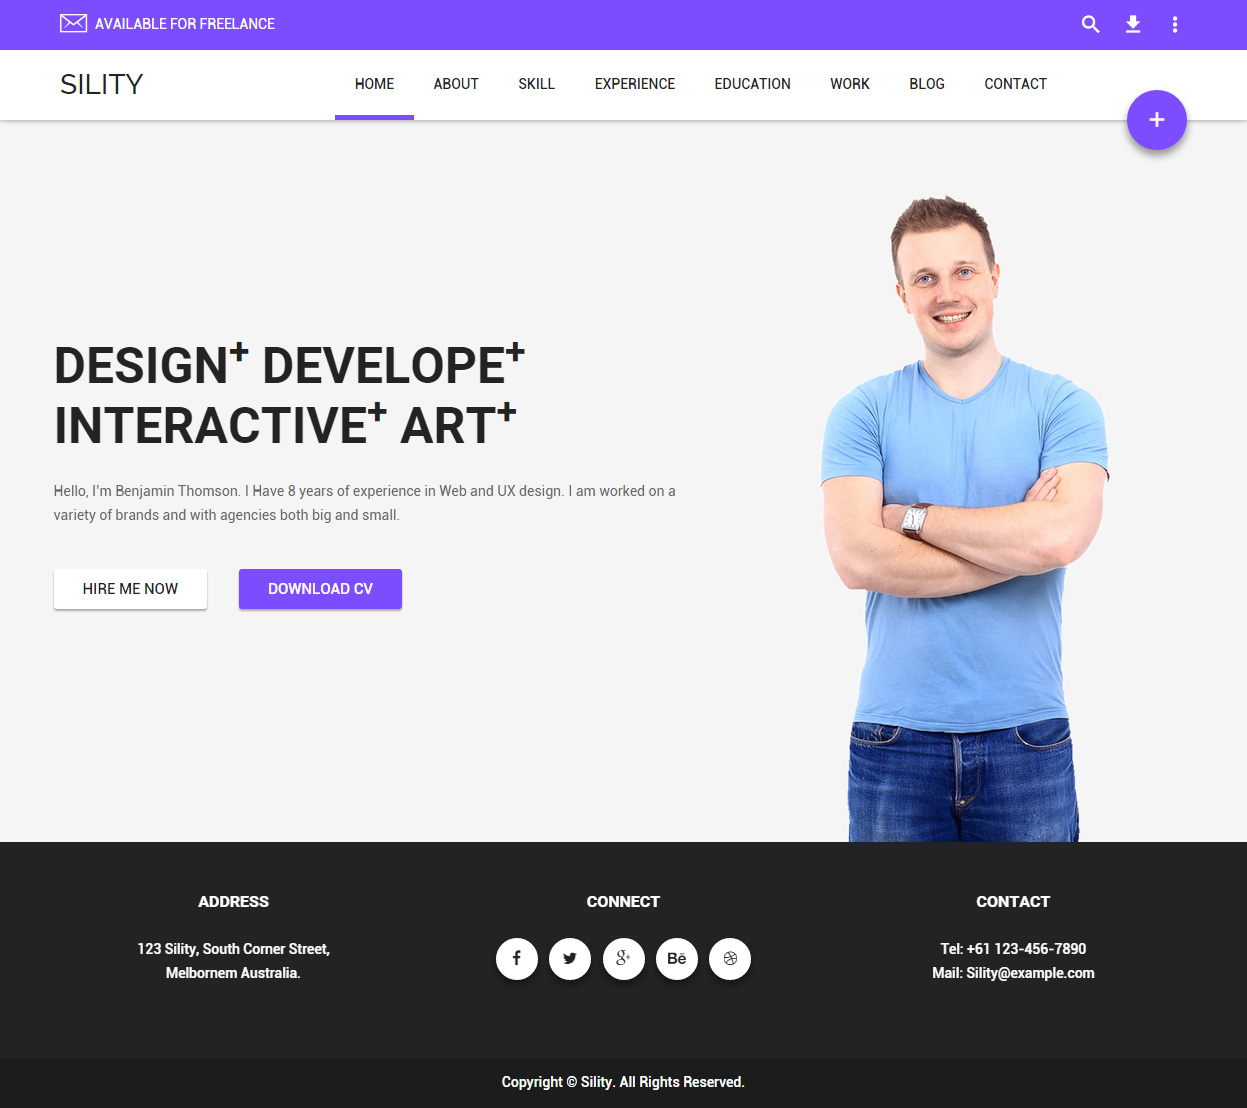 AVAILABLE FOR FREELANCE
SILITY
HOME ABOUT SKILL EXPERIENCE EDUCATION WORK BLOG CONTACT
+
DESIGN+ DEVELOPE+
INTERACTIVE+ ART+
Hello, I'm Benjamin Thomson. I Have 8 years of experience in Web and UX design. I am worked on a
variety of brands and with agencies both big and small.
HIRE ME NOW DOWNLOAD CV
ADDRESS
123 Sility, South Corner Street,
Melbornem Australia.
CONNECT
f g+ Bē
CONTACT
Tel: +61 123-456-7890
Mail: Sility@example.com
Copyright © Sility. All Rights Reserved.